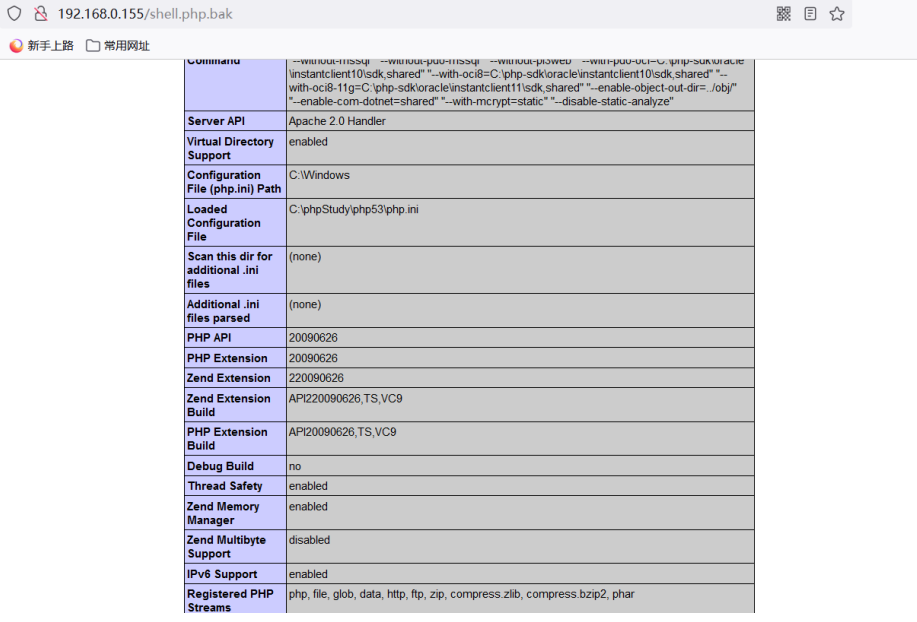 192.168.0.155/shell.php.bak
新手上路 常用网址
Command "--without-mssql" "--without-pdo-mssql" "--without-pi3web" "--with-pdo-oci=C:\php-sdk\oracle
\instantclient10\sdk,shared" "--with-oci8=C:\php-sdk\oracle\instantclient10\sdk,shared" "--
with-oci8-11g=C:\php-sdk\oracle\instantclient11\sdk,shared" "--enable-object-out-dir=../obj/"
"--enable-com-dotnet=shared" "--with-mcrypt=static" "--disable-static-analyze"
Server API Apache 2.0 Handler
Virtual Directory enabled
Support
Configuration C:\Windows
File (php.ini) Path
Loaded C:\phpStudy\php53\php.ini
Configuration
File
Scan this dir for (none)
additional .ini
files
Additional .ini (none)
files parsed
PHP API 20090626
PHP Extension 20090626
Zend Extension 220090626
Zend Extension API220090626,TS,VC9
Build
PHP Extension API20090626,TS,VC9
Build
Debug Build no
Thread Safety enabled
Zend Memory enabled
Manager
Zend Multibyte disabled
Support
IPv6 Support enabled
Registered PHP php, file, glob, data, http, ftp, zip, compress.zlib, compress.bzip2, phar
Streams